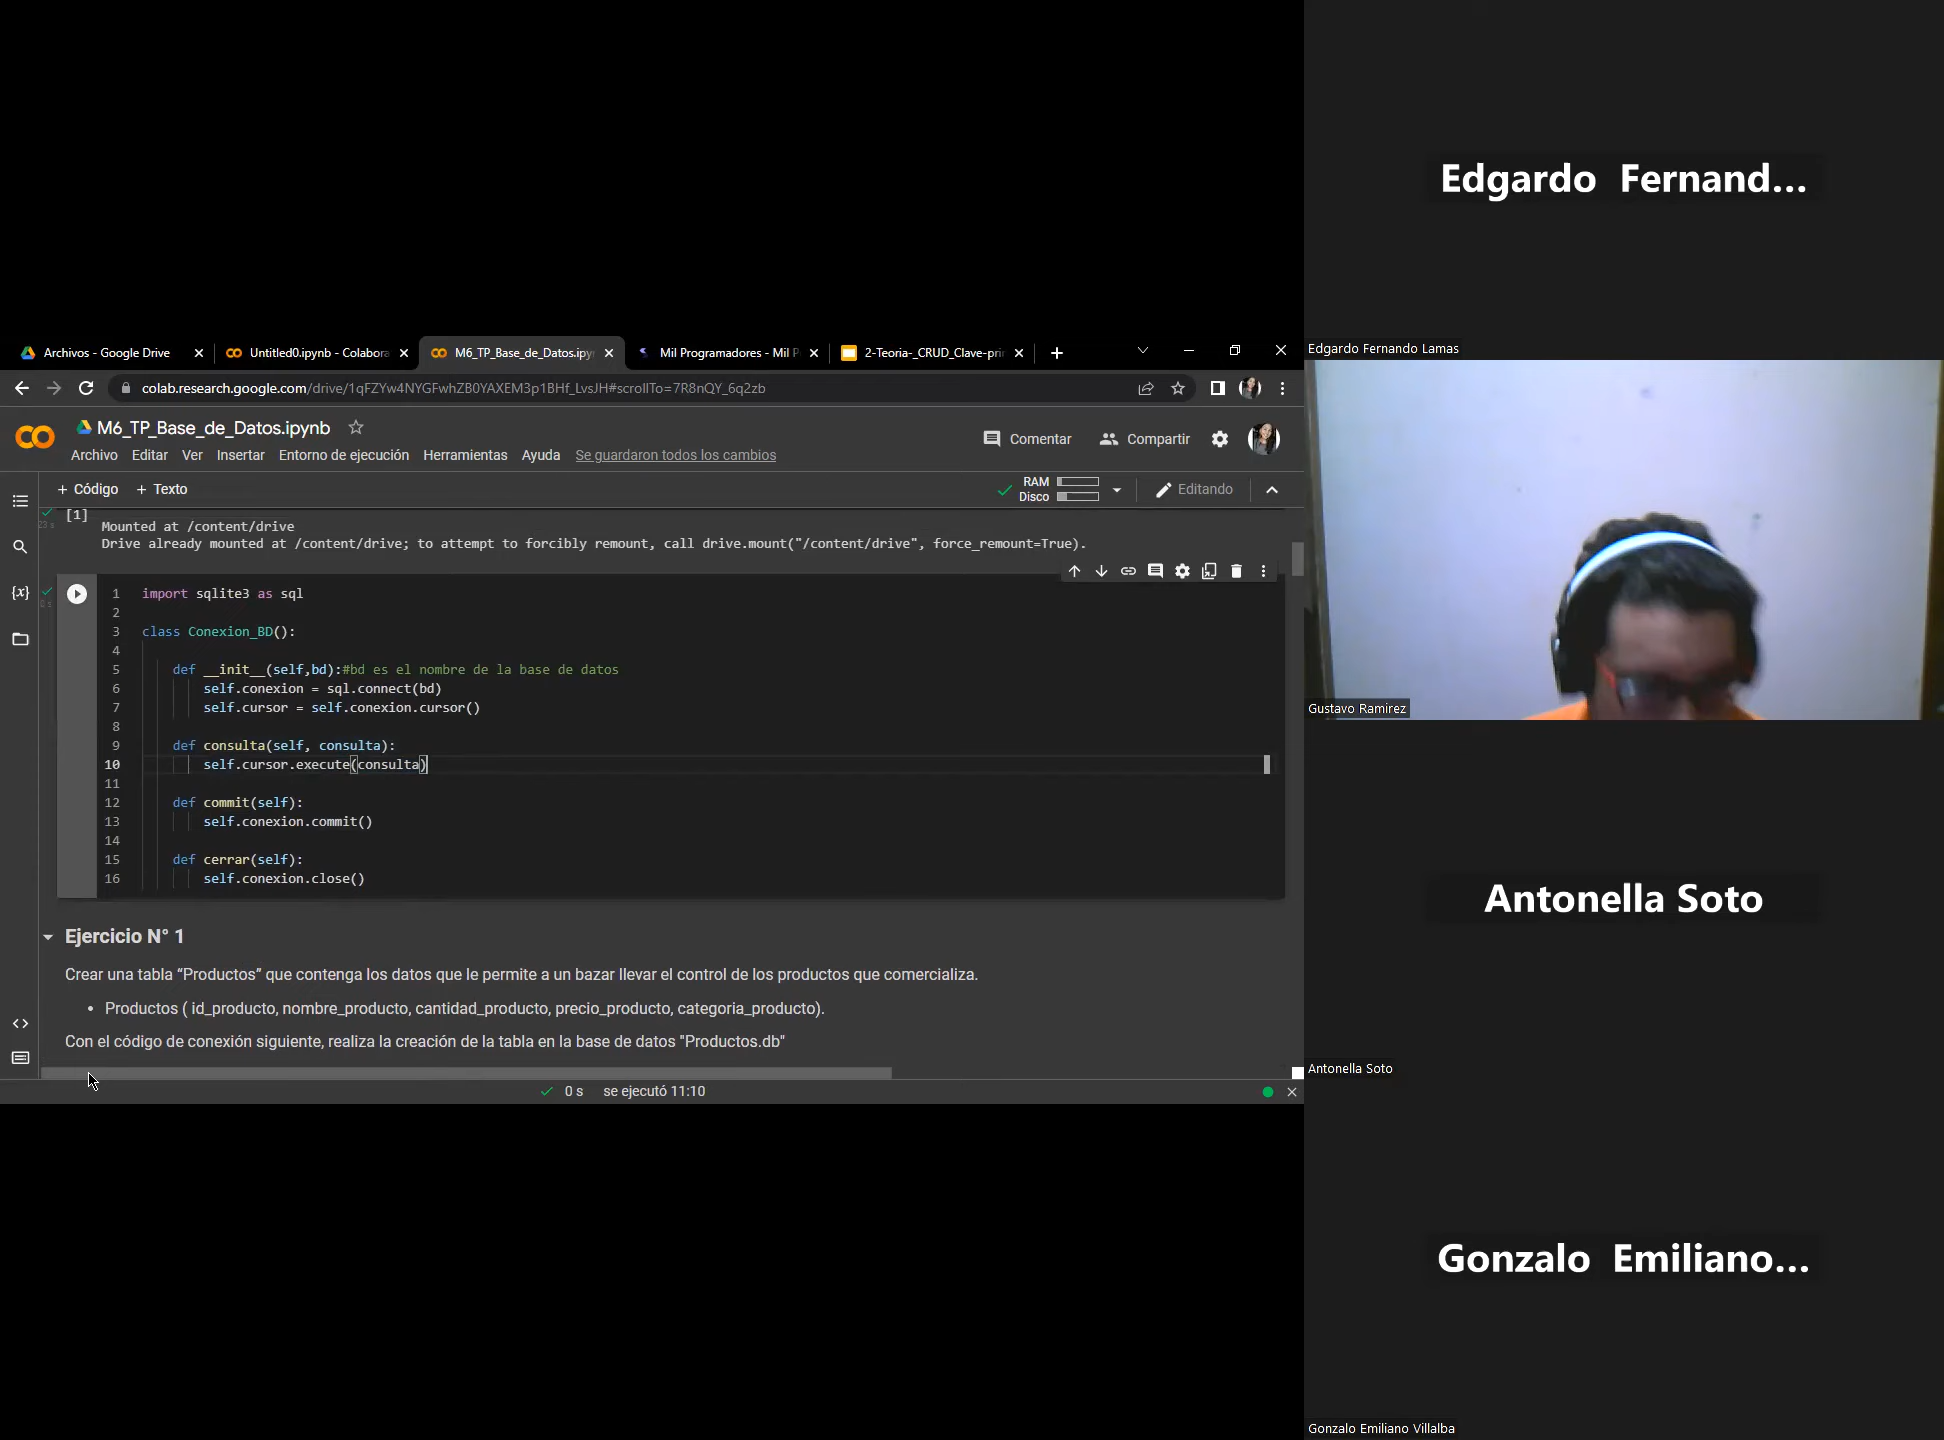 Archivos - Google Drive
Untitled0.ipynb - Colabora
M6_TP_Base_de_Datos.ipy
Mil Programadores - Mil P
2-Teoria-_CRUD_Clave-pri
colab.research.google.com/drive/1qFZYw4NYGFwhZB0YAXEM3p1BHf_LvsJH#scrollTo=7R8nQY_6q2zb
M6_TP_Base_de_Datos.ipynb
Comentar
Compartir
Archivo Editar Ver Insertar Entorno de ejecución Herramientas Ayuda Se guardaron todos los cambios
+ Código + Texto
RAM
Disco
Editando
[1]
23 s
Mounted at /content/drive
Drive already mounted at /content/drive; to attempt to forcibly remount, call drive.mount("/content/drive", force_remount=True).
{x}
0 s
1 import sqlite3 as sql
2
3 class Conexion_BD():
4
5 def __init__(self,bd):#bd es el nombre de la base de datos
6 self.conexion = sql.connect(bd)
7 self.cursor = self.conexion.cursor()
8
9 def consulta(self, consulta):
10 self.cursor.execute(consulta)
11
12 def commit(self):
13 self.conexion.commit()
14
15 def cerrar(self):
16 self.conexion.close()
Ejercicio N° 1
Crear una tabla “Productos” que contenga los datos que le permite a un bazar llevar el control de los productos que comercializa.
• Productos ( id_producto, nombre_producto, cantidad_producto, precio_producto, categoria_producto).
Con el código de conexión siguiente, realiza la creación de la tabla en la base de datos "Productos.db"
0 s se ejecutó 11:10
Edgardo Fernand...
Edgardo Fernando Lamas
Gustavo Ramirez
Antonella Soto
Antonella Soto
Gonzalo Emiliano...
Gonzalo Emiliano Villalba